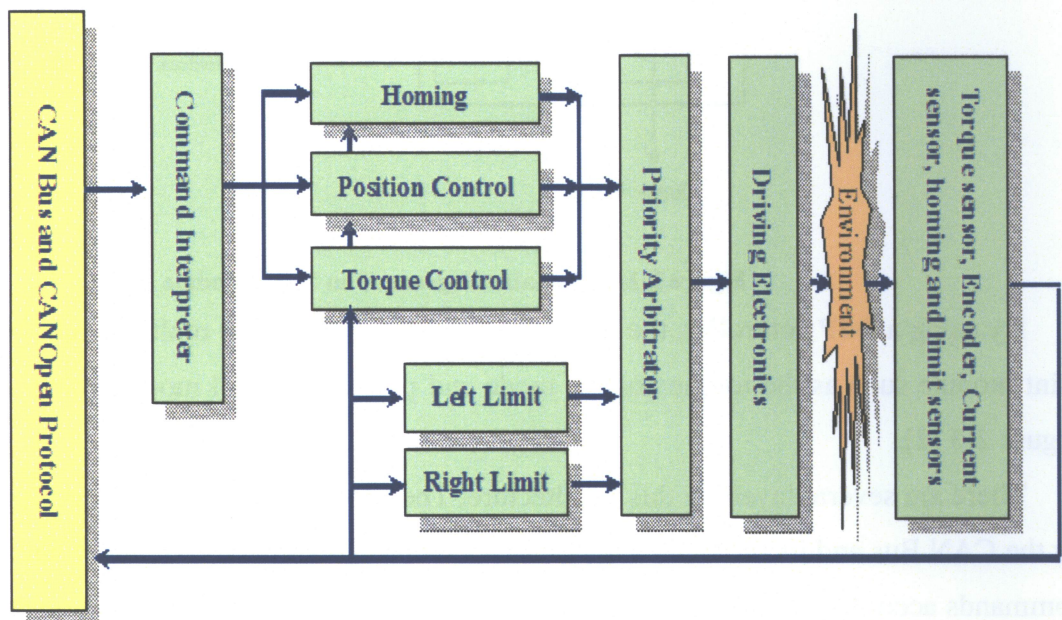 CAN Bus and CANOpen Protocol
Command Interpreter
Homing
Position Control
Torque Control
Left Limit
Right Limit
Priority Arbitrator
Driving Electronics
Environment
Torque sensor, Encoder, Current
sensor, homing and limit sensors